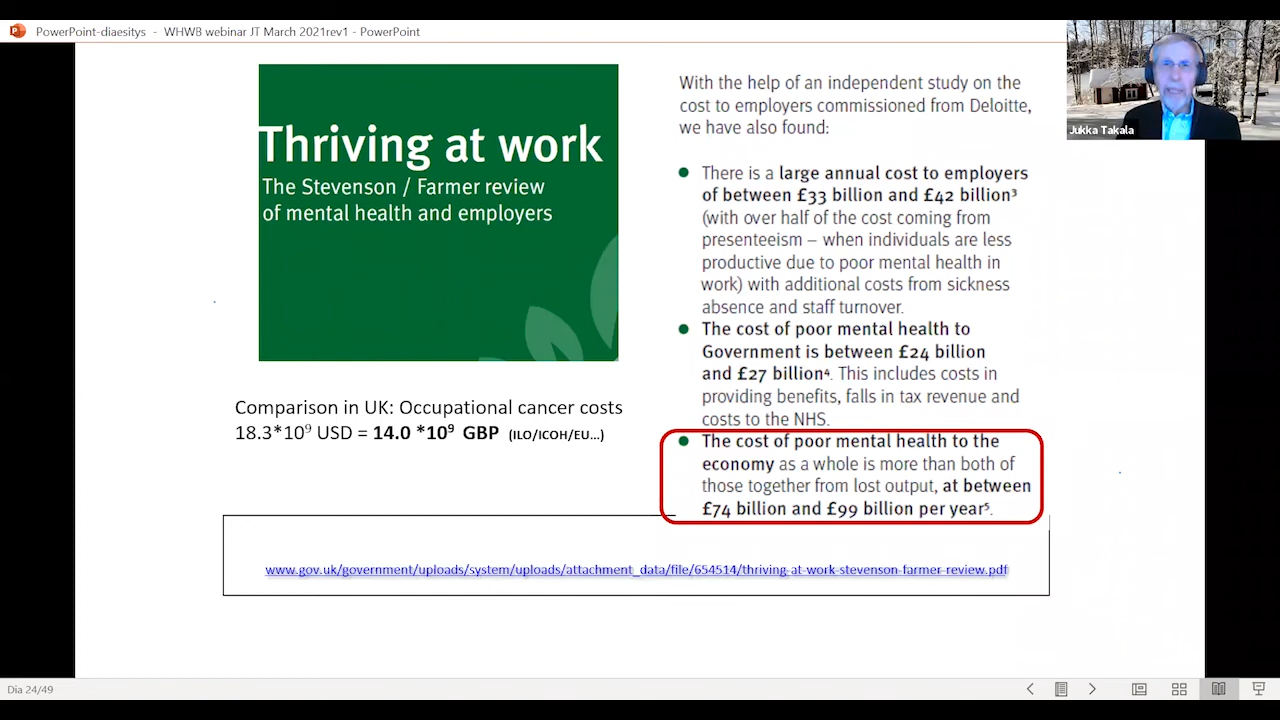 PowerPoint-diaesitys - WHWB webinar JT March 2021rev1 - PowerPoint
Jukka Takala
Thriving at work
The Stevenson / Farmer review
of mental health and employers
Comparison in UK: Occupational cancer costs
18.3*10⁹ USD = 14.0 *10⁹ GBP (ILO/ICOH/EU...)
With the help of an independent study on the
cost to employers commissioned from Deloitte,
we have also found:
● There is a large annual cost to employers
of between £33 billion and £42 billion³
(with over half of the cost coming from
presenteeism – when individuals are less
productive due to poor mental health in
work) with additional costs from sickness
absence and staff turnover.
● The cost of poor mental health to
Government is between £24 billion
and £27 billion⁴. This includes costs in
providing benefits, falls in tax revenue and
costs to the NHS.
● The cost of poor mental health to the
economy as a whole is more than both of
those together from lost output, at between
£74 billion and £99 billion per year⁵.
www.gov.uk/government/uploads/system/uploads/attachment_data/file/654514/thriving-at-work-stevenson-farmer-review.pdf
Dia 24/49